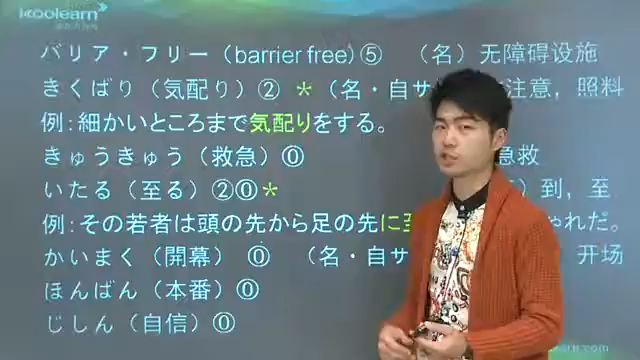 koolearn
バリア・フリー（barrier free）⑤ （名）无障碍设施
きくばり（気配り）② * （名・自サ 注意，照料
例：細かいところまで気配りをする。
きゅうきゅう（救急）⓪ 急救
いたる（至る）②⓪* ）到，至
例：その若者は頭の先から足の先に至 ゃれだ。
かいまく（開幕）⓪ （名・自サ 开场
ほんばん（本番）⓪
じしん（自信）⓪